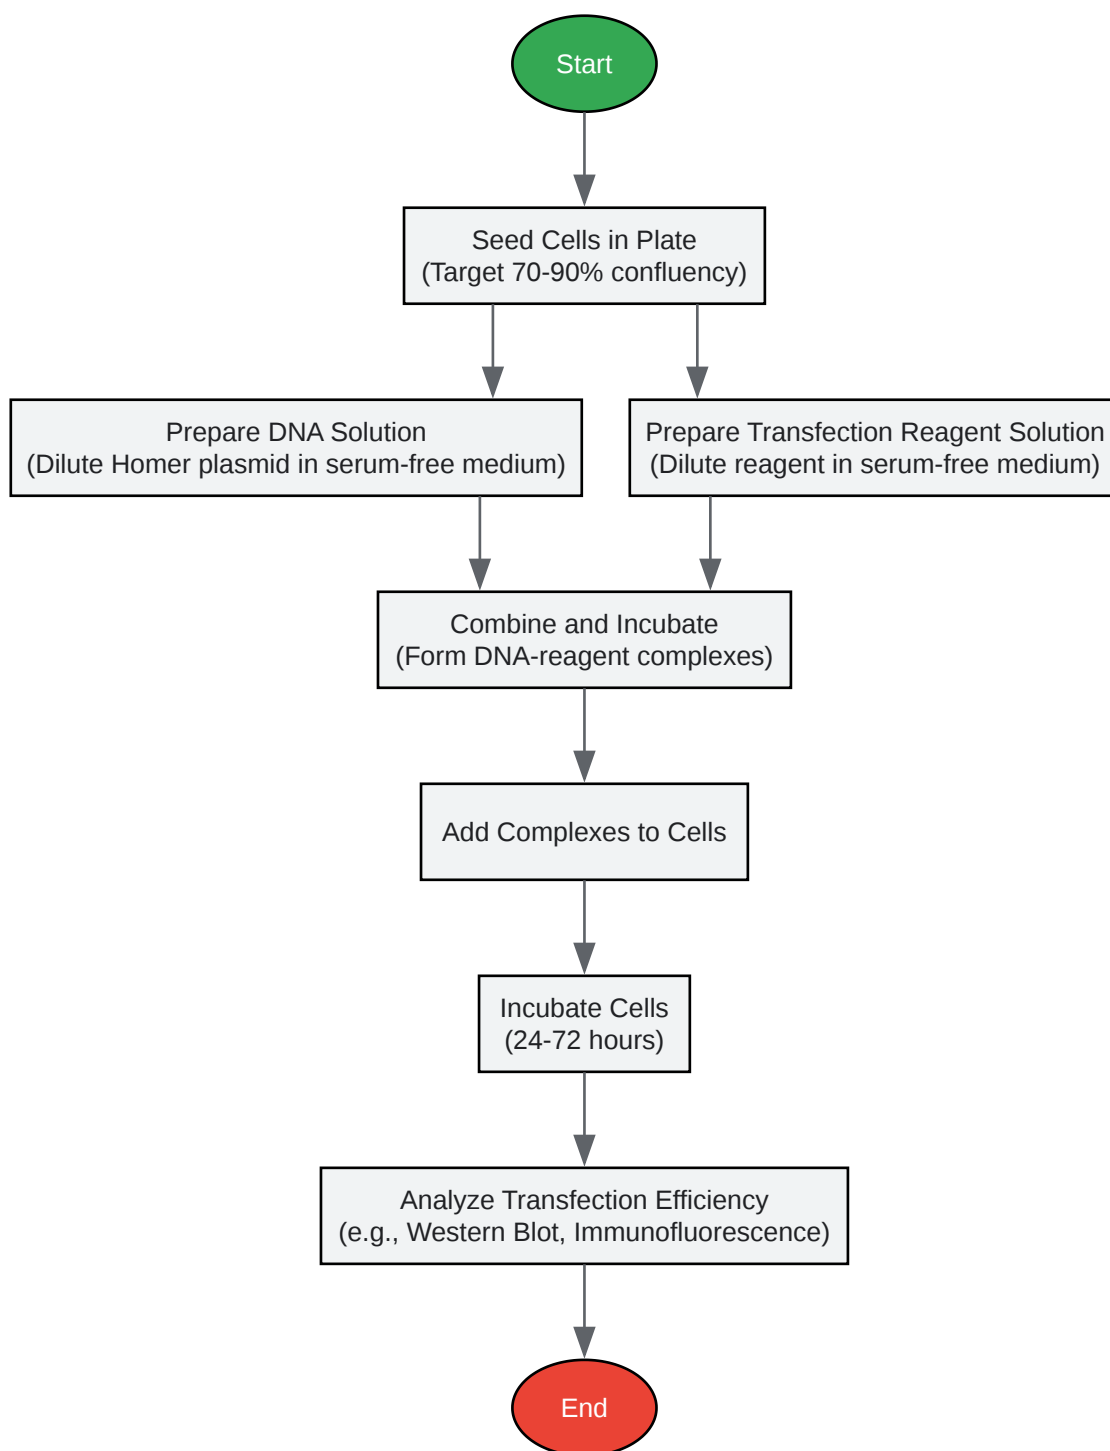 Start
Seed Cells in Plate
(Target 70-90% confluency)
Prepare DNA Solution
(Dilute Homer plasmid in serum-free medium)
Prepare Transfection Reagent Solution
(Dilute reagent in serum-free medium)
Combine and Incubate
(Form DNA-reagent complexes)
Add Complexes to Cells
Incubate Cells
(24-72 hours)
Analyze Transfection Efficiency
(e.g., Western Blot, Immunofluorescence)
End